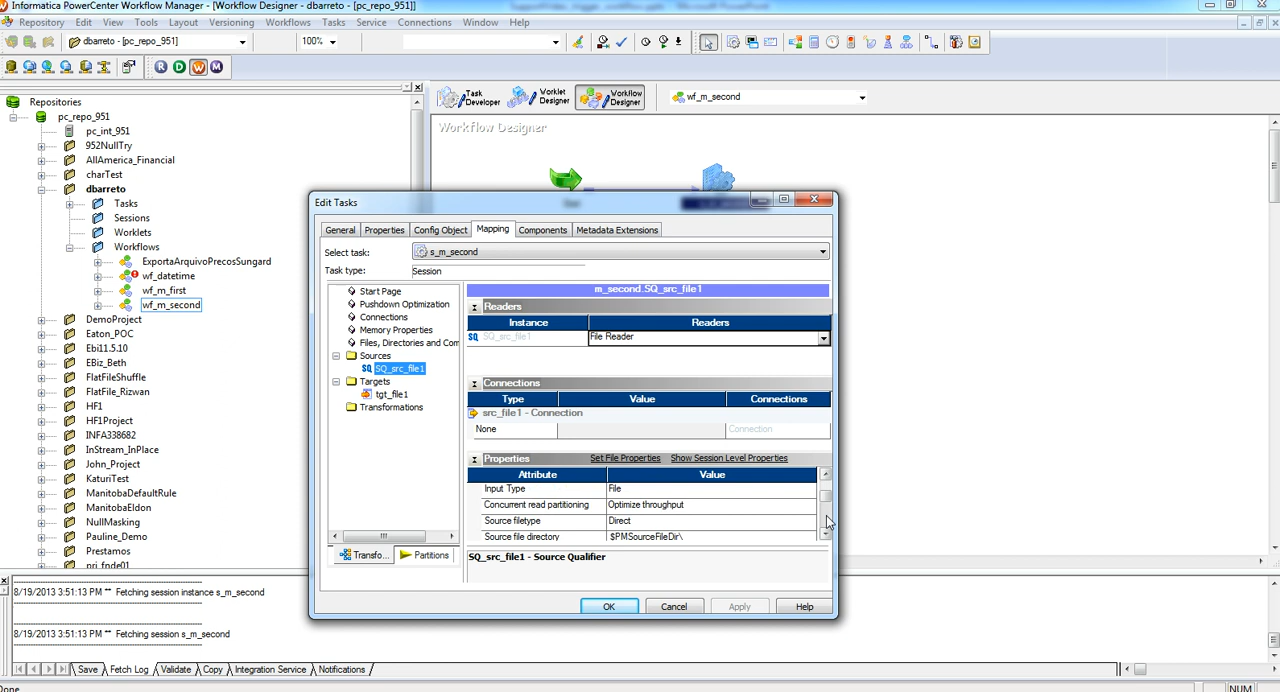 Informatica PowerCenter Workflow Manager - [Workflow Designer - dbarreto - [pc_repo_951]]
Repository Edit View Tools Layout Versioning Workflows Tasks Service Connections Window Help
dbarreto - [pc_repo_951]
100%
R D W M
Repositories
pc_repo_951
pc_int_951
952NullTry
AllAmerica_Financial
charTest
dbarreto
Tasks
Sessions
Worklets
Workflows
ExportaArquivoPrecosSungard
wf_datetime
wf_m_first
wf_m_second
DemoProject
Eaton_POC
Ebi11.5.10
EBiz_Beth
FlatFileShuffle
FlatFile_Rizwan
HF1
HF1Project
INFA338682
InStream_InPlace
John_Project
KaturiTest
ManitobaDefaultRule
ManitobaEldon
NullMasking
Pauline_Demo
Prestamos
prj_fnde01
Task Developer
Worklet Designer
Workflow Designer
wf_m_second
Workflow Designer
Edit Tasks
General Properties Config Object Mapping Components Metadata Extensions
Select task: s_m_second
Task type: Session
Start Page
Pushdown Optimization
Connections
Memory Properties
Files, Directories and Com
Sources
SQ_src_file1
Targets
tgt_file1
Transformations
Transfo... Partitions
m_second.SQ_src_file1
Readers
Instance Readers
SQ_src_file1 File Reader
Connections
Type Value Connections
src_file1 - Connection
None Connection
Properties Set File Properties Show Session Level Properties
Attribute Value
Input Type File
Concurrent read partitioning Optimize throughput
Source filetype Direct
Source file directory $PMSourceFileDir\
SQ_src_file1 - Source Qualifier
OK Cancel Apply Help
8/19/2013 3:51:13 PM ** Fetching session instance s_m_second
8/19/2013 3:51:13 PM ** Fetching session s_m_second
Save Fetch Log Validate Copy Integration Service Notifications
Done NUM